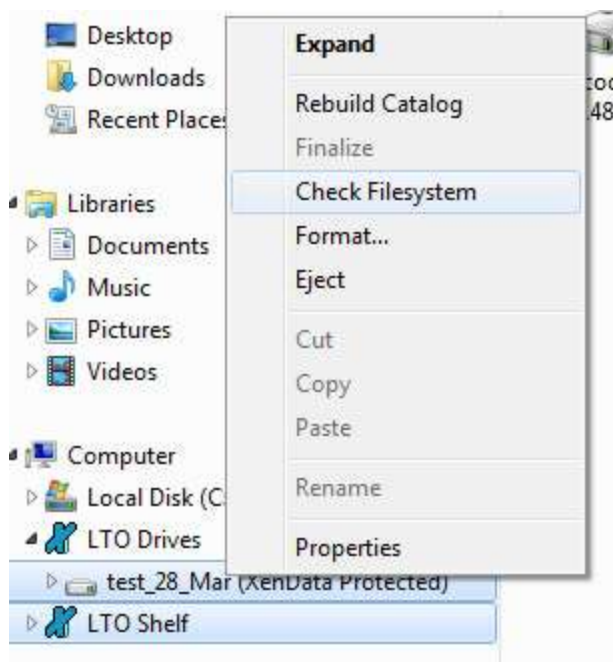 Desktop
Downloads
Recent Places
Libraries
Documents
Music
Pictures
Videos
Computer
Local Disk (C
LTO Drives
test_28_Mar (XenData Protected)
LTO Shelf
Expand
Rebuild Catalog
Finalize
Check Filesystem
Format...
Eject
Cut
Copy
Paste
Rename
Properties
48